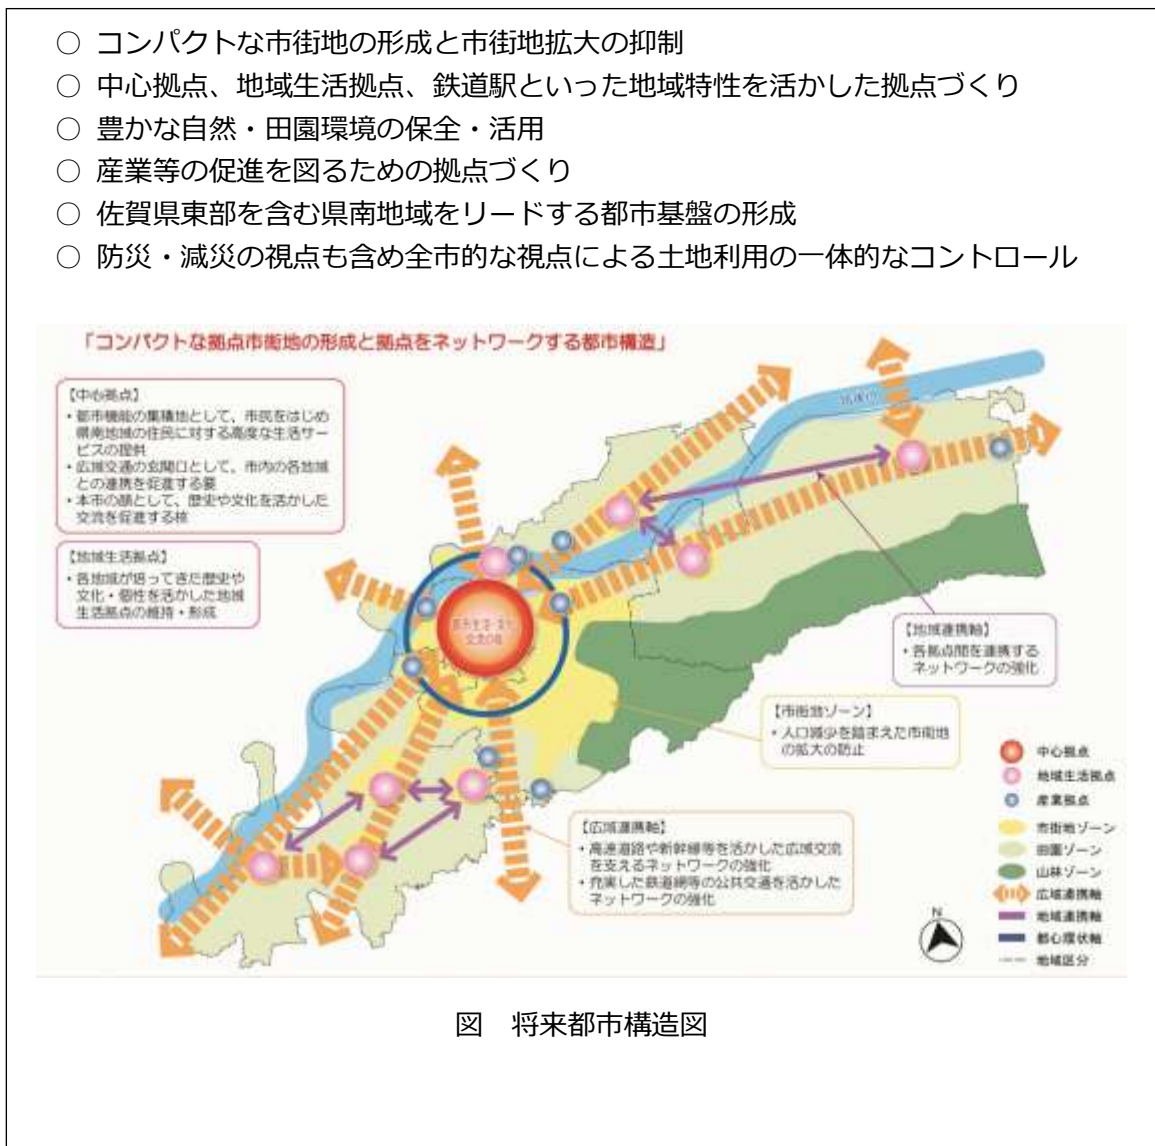 ○ コンパクトな市街地の形成と市街地拡大の抑制
○ 中心拠点、地域生活拠点、鉄道駅といった地域特性を活かした拠点づくり
○ 豊かな自然・田園環境の保全・活用
○ 産業等の促進を図るための拠点づくり
○ 佐賀県東部を含む県南地域をリードする都市基盤の形成
○ 防災・減災の視点も含め全市的な視点による土地利用の一体的なコントロール
「コンパクトな拠点市街地の形成と拠点をネットワークする都市構造」
【中心拠点】
・都市機能の集積地として、市民をはじめ
県南地域の住民に対する高度な生活サー
ビスの提供
・広域交通の玄関口として、市内の各地域
との連携を促進する要
・本市の顔として、歴史や文化を活かした
交流を促進する核
【地域生活拠点】
・各地域が培ってきた歴史や
文化・個性を活かした地域
生活拠点の維持・形成
筑後川
【地域連携軸】
・各拠点間を連携する
ネットワークの強化
【市街地ゾーン】
・人口減少を踏まえた市街地
の拡大の防止
【広域連携軸】
・高速道路や新幹線等を活かした広域交流
を支えるネットワークの強化
・充実した鉄道網等の公共交通を活かした
ネットワークの強化
N
中心拠点
地域生活拠点
産業拠点
市街地ゾーン
田園ゾーン
山林ゾーン
広域連携軸
地域連携軸
都心環状軸
地域区分
図 将来都市構造図